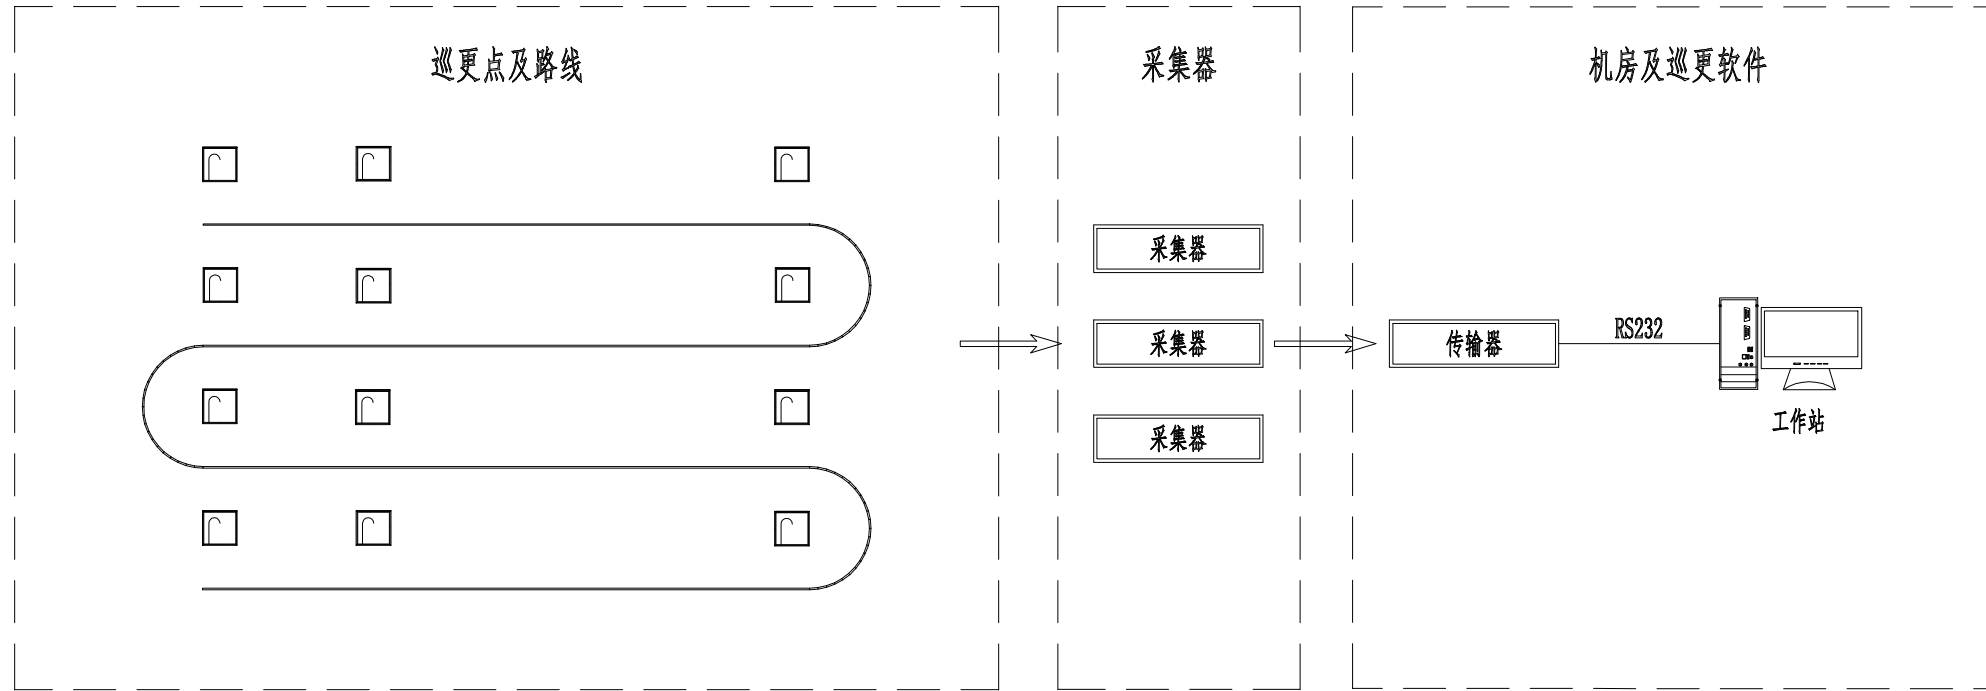 巡更点及路线
采集器
机房及巡更软件
采集器
采集器
采集器
传输器
RS232
工作站